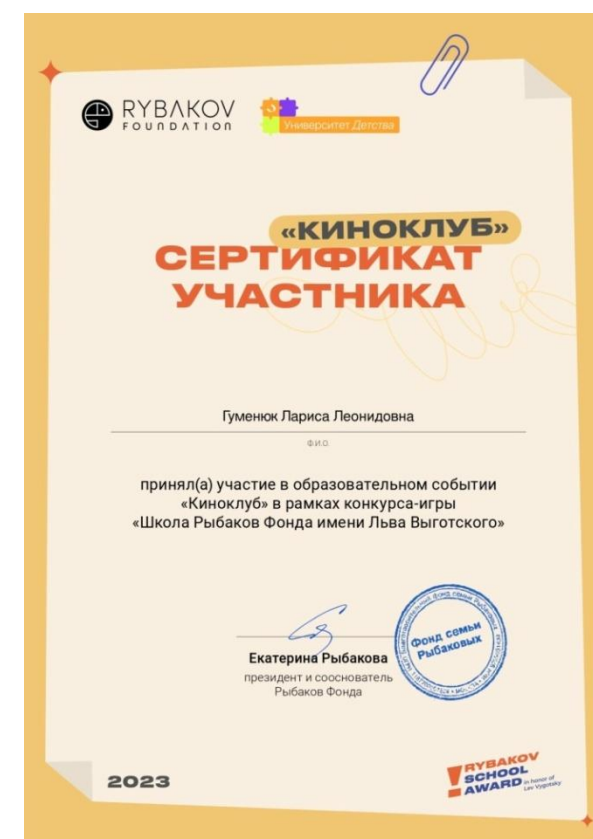 RYBAKOV
FOUNDATION
Университет Детства
«КИНОКЛУБ»
СЕРТИФИКАТ
УЧАСТНИКА
Гуменюк Лариса Леонидовна
Ф.И.О.
принял(а) участие в образовательном событии
«Киноклуб» в рамках конкурса-игры
«Школа Рыбаков Фонда имени Льва Выготского»
Фонд семьи
Рыбаковых
Екатерина Рыбакова
президент и сооснователь
Рыбаков Фонда
2023
RYBAKOV
SCHOOL
AWARD in honor of
Lev Vygotsky